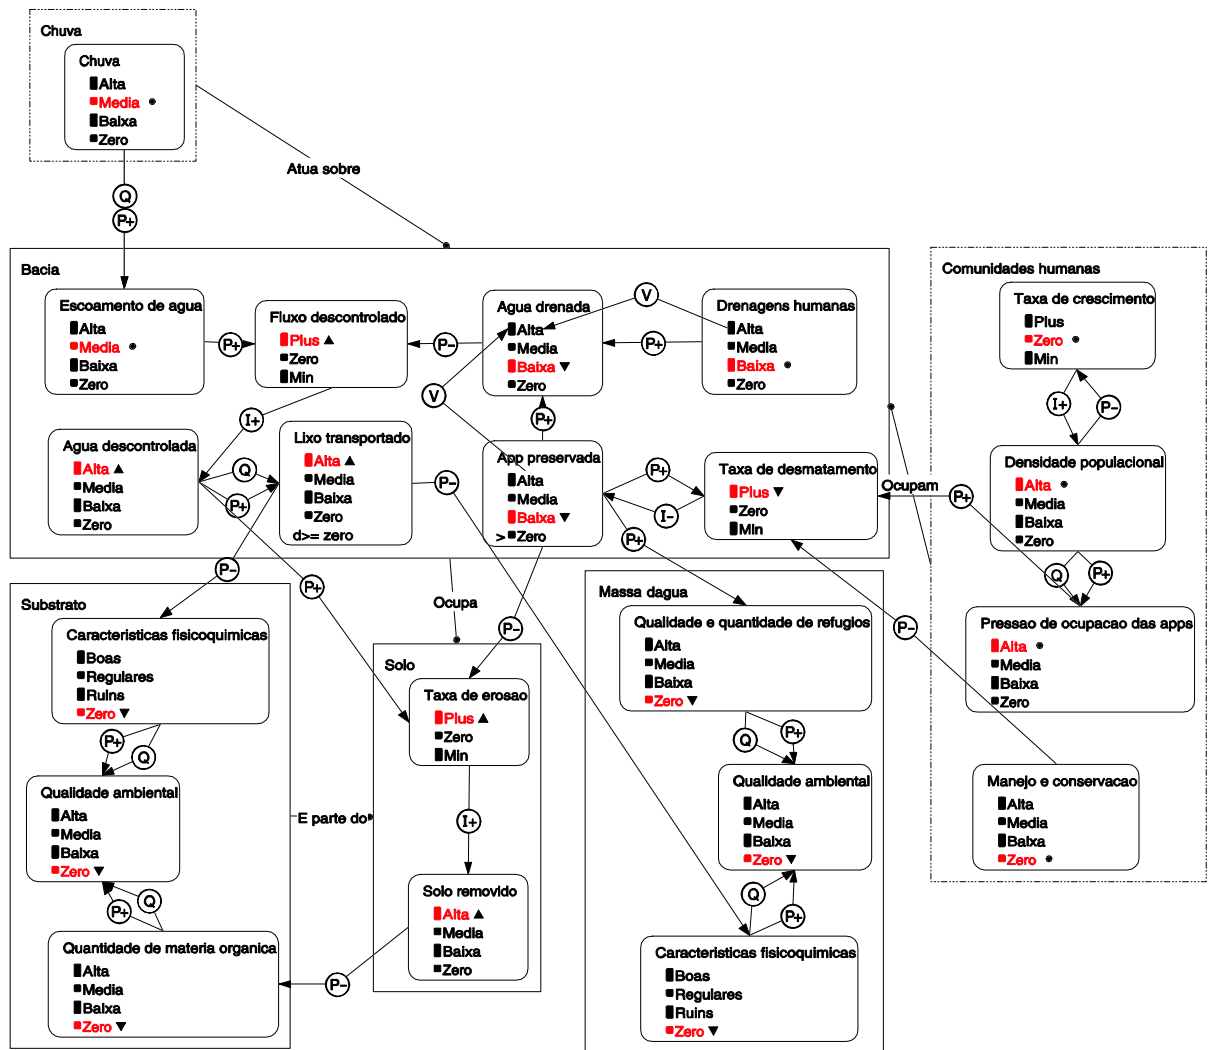 Chuva
Chuva
Alta
Media
Baixa
Zero
Q
P+
Atua sobre
Bacia
Escoamento de agua
Alta
Media
Baixa
Zero
P+
Fluxo descontrolado
Plus
Zero
Min
P-
Agua drenada
Alta
Media
Baixa
Zero
V
V
P+
Drenagens humanas
Alta
Media
Baixa
Zero
I+
P+
Agua descontrolada
Alta
Media
Baixa
Zero
Q
P+
Lixo transportado
Alta
Media
Baixa
Zero
d>= zero
P-
App preservada
Alta
Media
Baixa
> Zero
P+
I-
P+
Taxa de desmatamento
Plus
Zero
Min
Ocupam
P+
Comunidades humanas
Taxa de crescimento
Plus
Zero
Min
I+
P-
Densidade populacional
Alta
Media
Baixa
Zero
Q
P+
Pressao de ocupacao das apps
Alta
Media
Baixa
Zero
P-
Manejo e conservacao
Alta
Media
Baixa
Zero
P-
P+
Ocupa
P-
Substrato
Caracteristicas fisicoquimicas
Boas
Regulares
Ruins
Zero
P+
Q
Qualidade ambiental
Alta
Media
Baixa
Zero
Q
P+
Quantidade de materia organica
Alta
Media
Baixa
Zero
E parte do
P-
Solo
Taxa de erosao
Plus
Zero
Min
I+
Solo removido
Alta
Media
Baixa
Zero
Massa dagua
Qualidade e quantidade de refugios
Alta
Media
Baixa
Zero
P+
Q
Qualidade ambiental
Alta
Media
Baixa
Zero
Q
P+
Caracteristicas fisicoquimicas
Boas
Regulares
Ruins
Zero